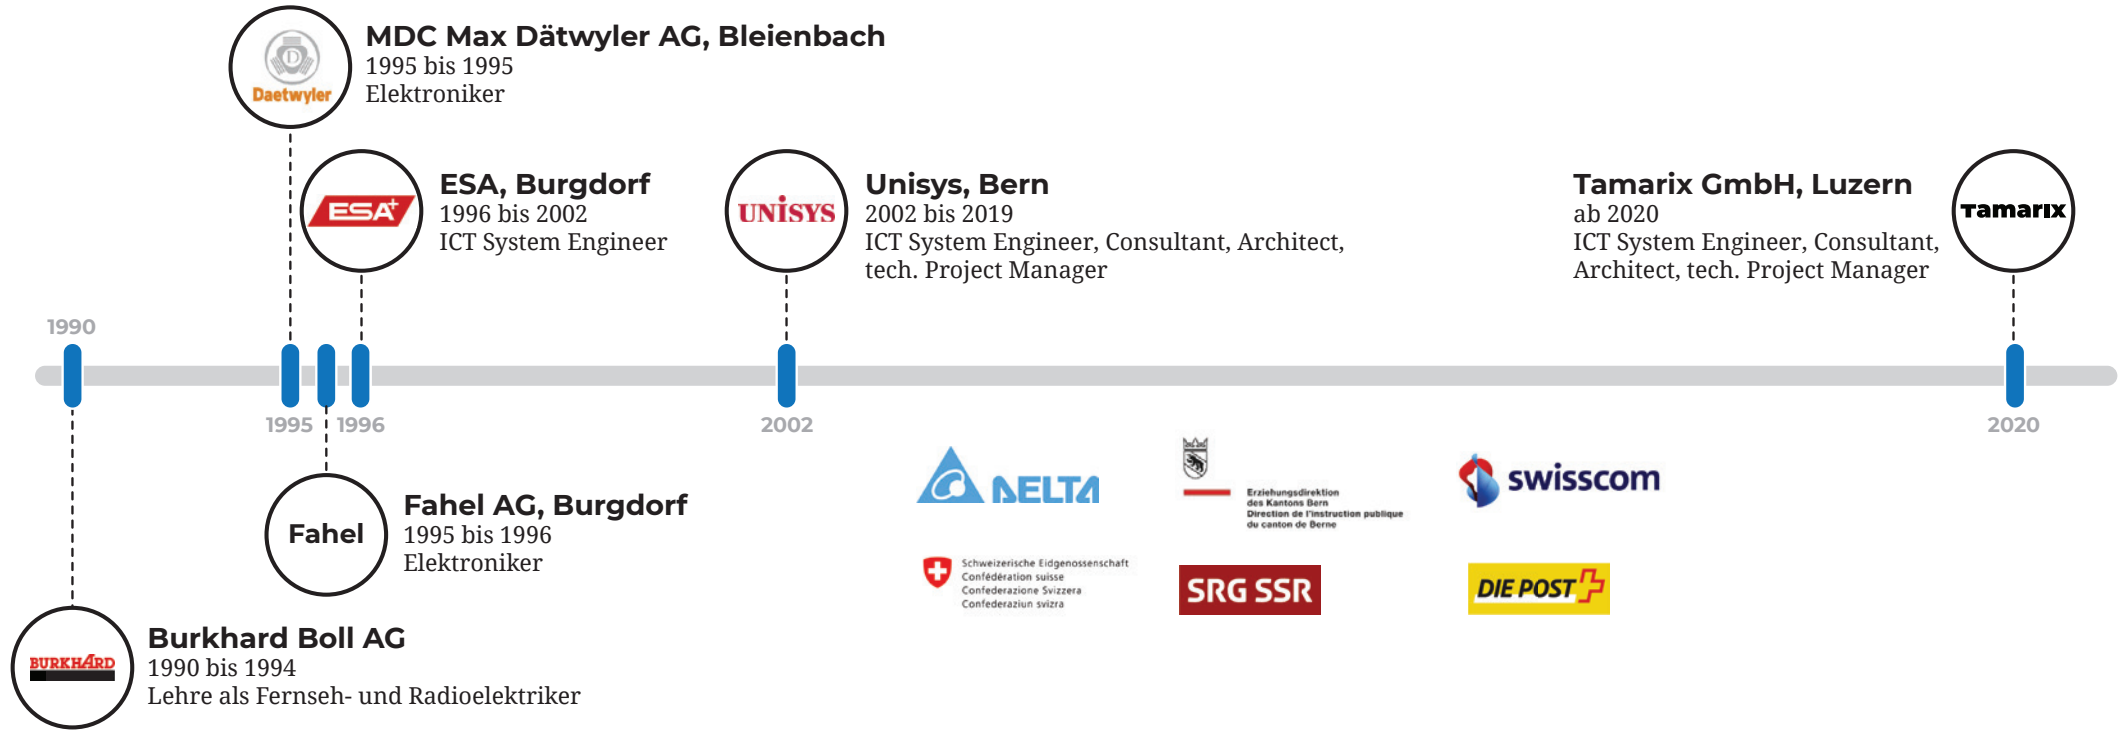 Daetwyler
MDC Max Dätwyler AG, Bleienbach
1995 bis 1995
Elektroniker
ESA+
ESA, Burgdorf
1996 bis 2002
ICT System Engineer
UNISYS
Unisys, Bern
2002 bis 2019
ICT System Engineer, Consultant, Architect,
tech. Project Manager
Tamarix GmbH, Luzern
ab 2020
ICT System Engineer, Consultant,
Architect, tech. Project Manager
Tamarix
1990
1995
1996
2002
2020
Fahel
Fahel AG, Burgdorf
1995 bis 1996
Elektroniker
BURKHARD
Burkhard Boll AG
1990 bis 1994
Lehre als Fernseh- und Radioelektriker
DELTA
Erziehungsdirektion
des Kantons Bern
Direction de l'instruction publique
du canton de Berne
swisscom
Schweizerische Eidgenossenschaft
Confédération suisse
Confederazione Svizzera
Confederaziun svizra
SRG SSR
DIE POST